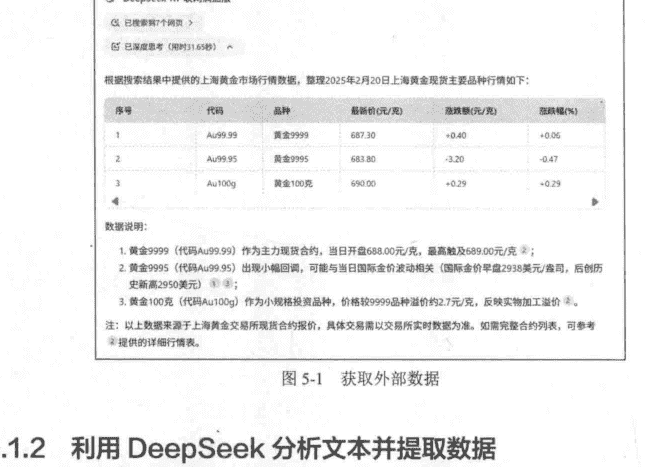 已搜索到7个网页 >
已深度思考（用时31.65秒）
根据搜索结果中提供的上海黄金市场行情数据，整理2025年2月20日上海黄金现货主要品种行情如下：
序号 代码 品种 最新价(元/克) 涨跌额(元/克) 涨跌幅(%)
1 Au99.99 黄金9999 687.30 +0.40 +0.06
2 Au99.95 黄金9995 683.80 -3.20 -0.47
3 Au100g 黄金100克 690.00 +0.29 +0.29
数据说明：
1. 黄金9999（代码Au99.99）作为主力现货合约，当日开盘688.00元/克，最高触及689.00元/克 ②；
2. 黄金9995（代码Au99.95）出现小幅回调，可能与当日国际金价波动相关（国际金价早盘2938美元/盎司，后创历
史新高2950美元）①③；
3. 黄金100克（代码Au100g）作为小规格投资品种，价格较9999品种溢价约2.7元/克，反映实物加工溢价 ②。
注：以上数据来源于上海黄金交易所现货合约报价，具体交易需以交易所实时数据为准。如需完整合约列表，可参考
②提供的详细行情表。
图 5-1 获取外部数据
.1.2 利用 DeepSeek 分析文本并提取数据